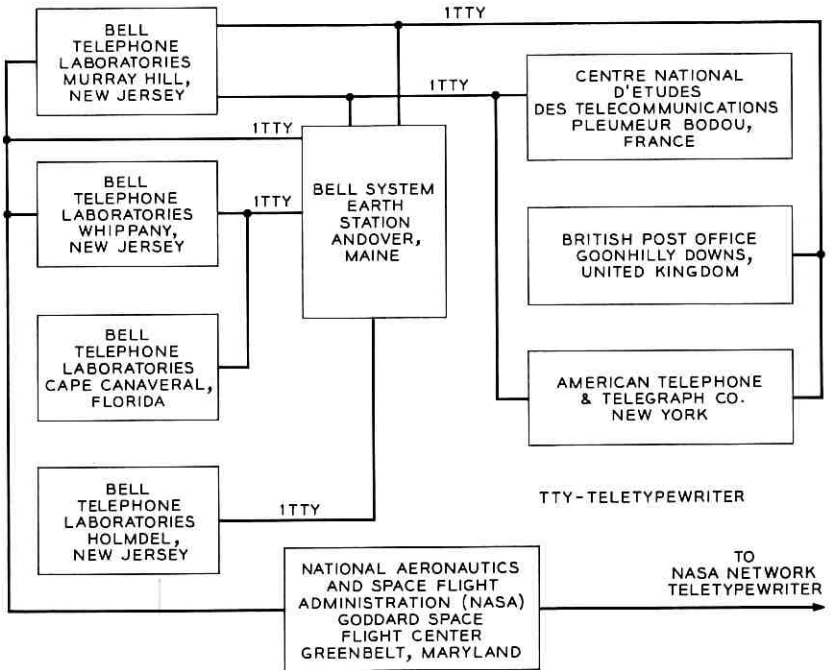 BELL
TELEPHONE
LABORATORIES
MURRAY HILL,
NEW JERSEY
1TTY
1TTY
CENTRE NATIONAL
D'ETUDES
DES TELECOMMUNICATIONS
PLEUMEUR BODOU,
FRANCE
1TTY
BELL
TELEPHONE
LABORATORIES
WHIPPANY,
NEW JERSEY
1TTY
BELL SYSTEM
EARTH
STATION
ANDOVER,
MAINE
BRITISH POST OFFICE
GOONHILLY DOWNS,
UNITED KINGDOM
BELL
TELEPHONE
LABORATORIES
CAPE CANAVERAL,
FLORIDA
AMERICAN TELEPHONE
& TELEGRAPH CO.
NEW YORK
BELL
TELEPHONE
LABORATORIES
HOLMDEL,
NEW JERSEY
1TTY
TTY-TELETYPEWRITER
NATIONAL AERONAUTICS
AND SPACE FLIGHT
ADMINISTRATION (NASA)
GODDARD SPACE
FLIGHT CENTER
GREENBELT, MARYLAND
TO
NASA NETWORK
TELETYPEWRITER